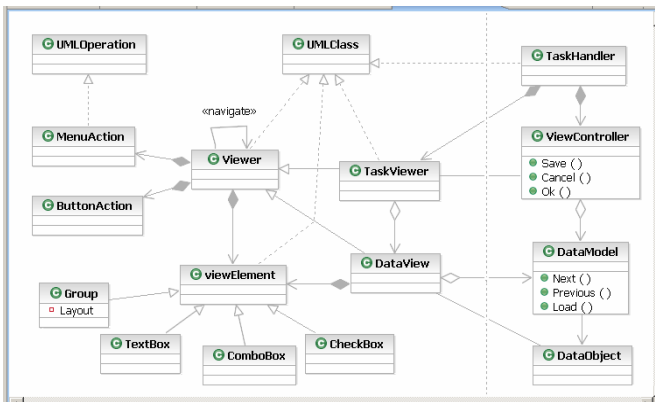 UMLOperation
UMLClass
TaskHandler
«navigate»
MenuAction
Viewer
ViewController
Save ()
Cancel ()
Ok ()
TaskViewer
ButtonAction
DataView
DataModel
Next ()
Previous ()
Load ()
viewElement
Group
Layout
TextBox
ComboBox
CheckBox
DataObject